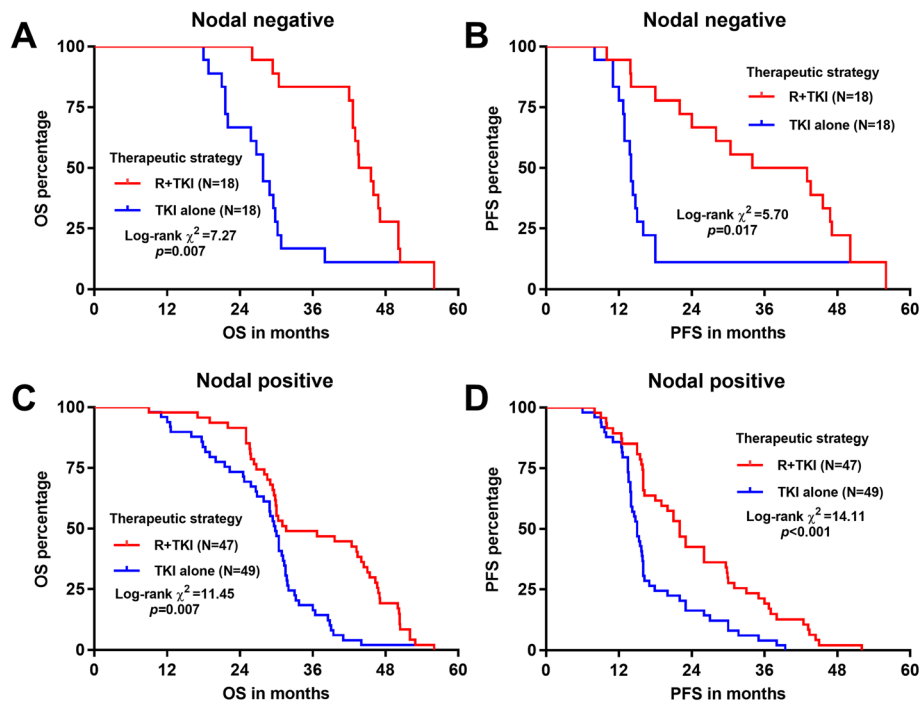 A
Nodal negative
OS percentage
100
75
50
25
0
Therapeutic strategy
R+TKI (N=18)
TKI alone (N=18)
Log-rank χ² =7.27
p=0.007
0 12 24 36 48 60
OS in months
B
Nodal negative
PFS percentage
100
75
50
25
0
Therapeutic strategy
R+TKI (N=18)
TKI alone (N=18)
Log-rank χ² =5.70
p=0.017
0 12 24 36 48 60
PFS in months
C
Nodal positive
OS percentage
100
75
50
25
0
Therapeutic strategy
R+TKI (N=47)
TKI alone (N=49)
Log-rank χ² =11.45
p=0.007
0 12 24 36 48 60
OS in months
D
Nodal positive
PFS percentage
100
75
50
25
0
Therapeutic strategy
R+TKI (N=47)
TKI alone (N=49)
Log-rank χ² =14.11
p<0.001
0 12 24 36 48 60
PFS in months